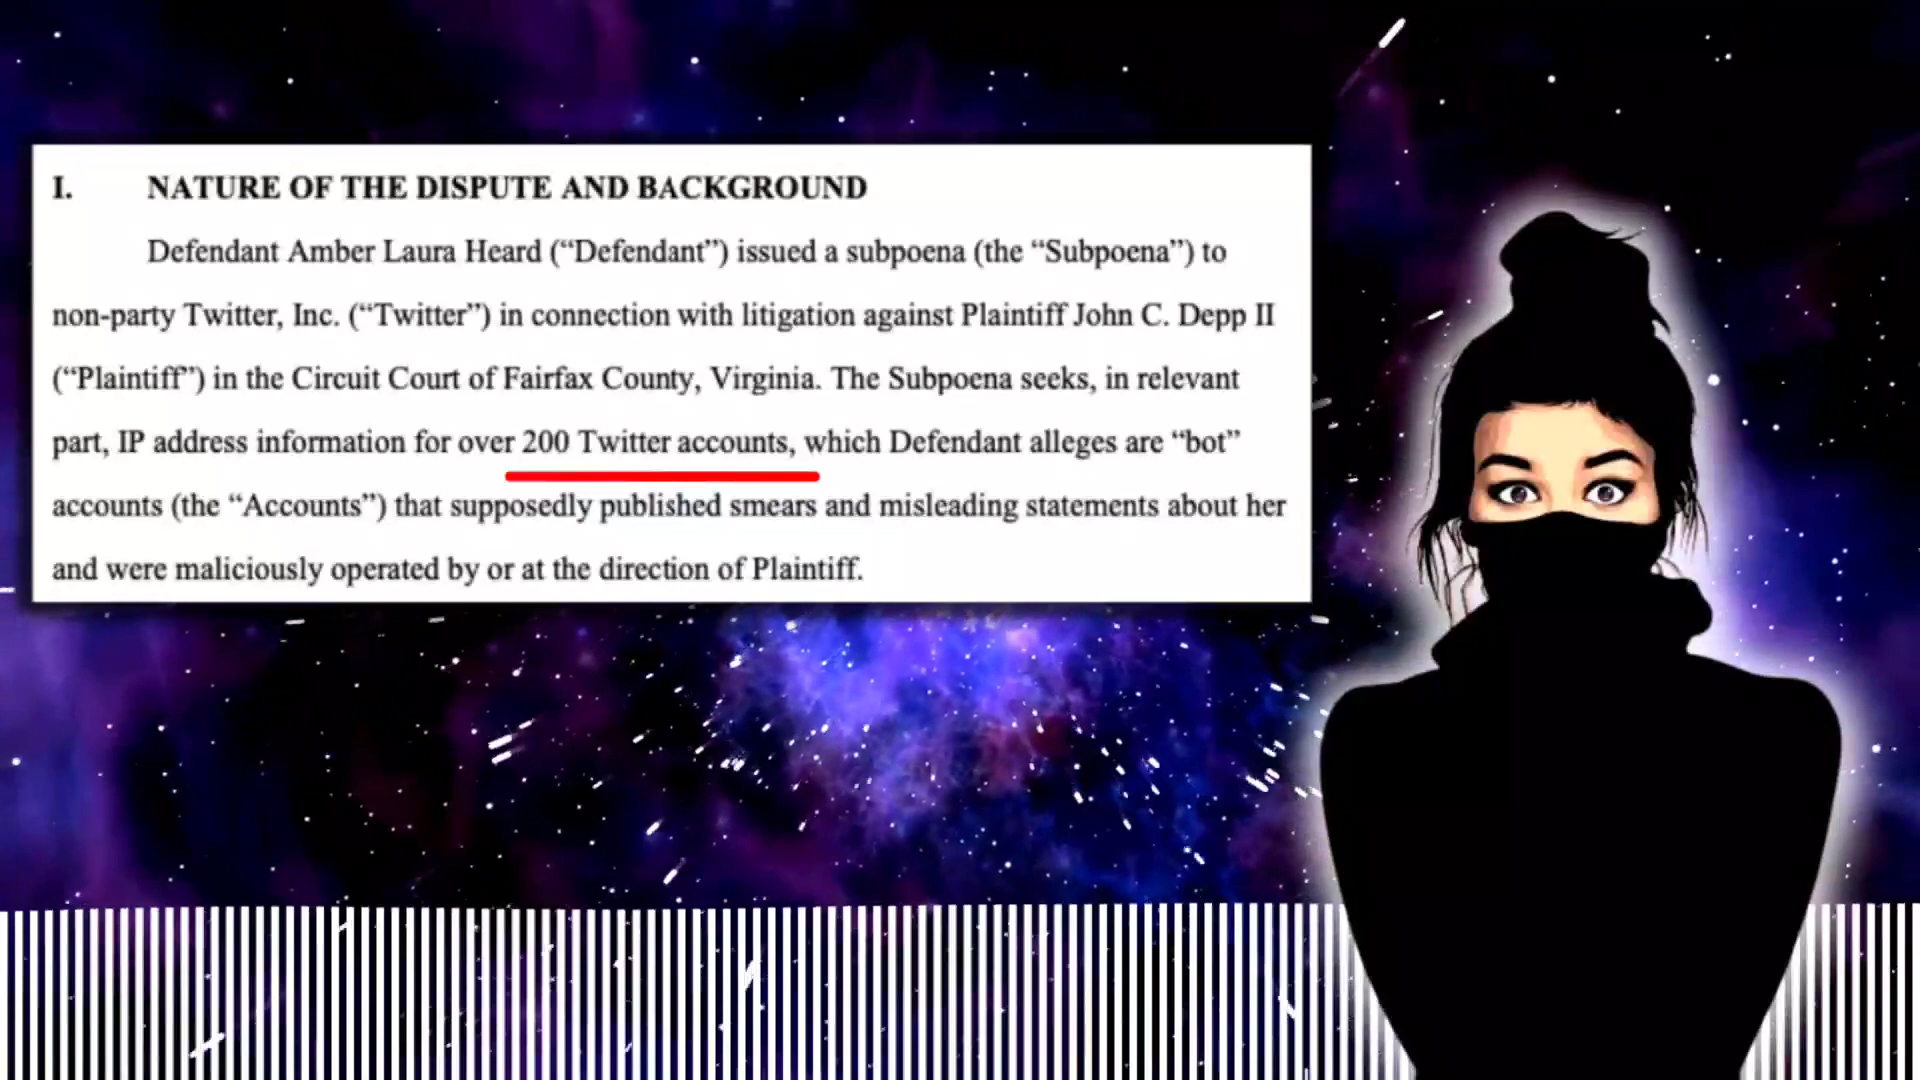 I. NATURE OF THE DISPUTE AND BACKGROUND
Defendant Amber Laura Heard (“Defendant”) issued a subpoena (the “Subpoena”) to
non-party Twitter, Inc. (“Twitter”) in connection with litigation against Plaintiff John C. Depp II
(“Plaintiff”) in the Circuit Court of Fairfax County, Virginia. The Subpoena seeks, in relevant
part, IP address information for over 200 Twitter accounts, which Defendant alleges are “bot”
accounts (the “Accounts”) that supposedly published smears and misleading statements about her
and were maliciously operated by or at the direction of Plaintiff.